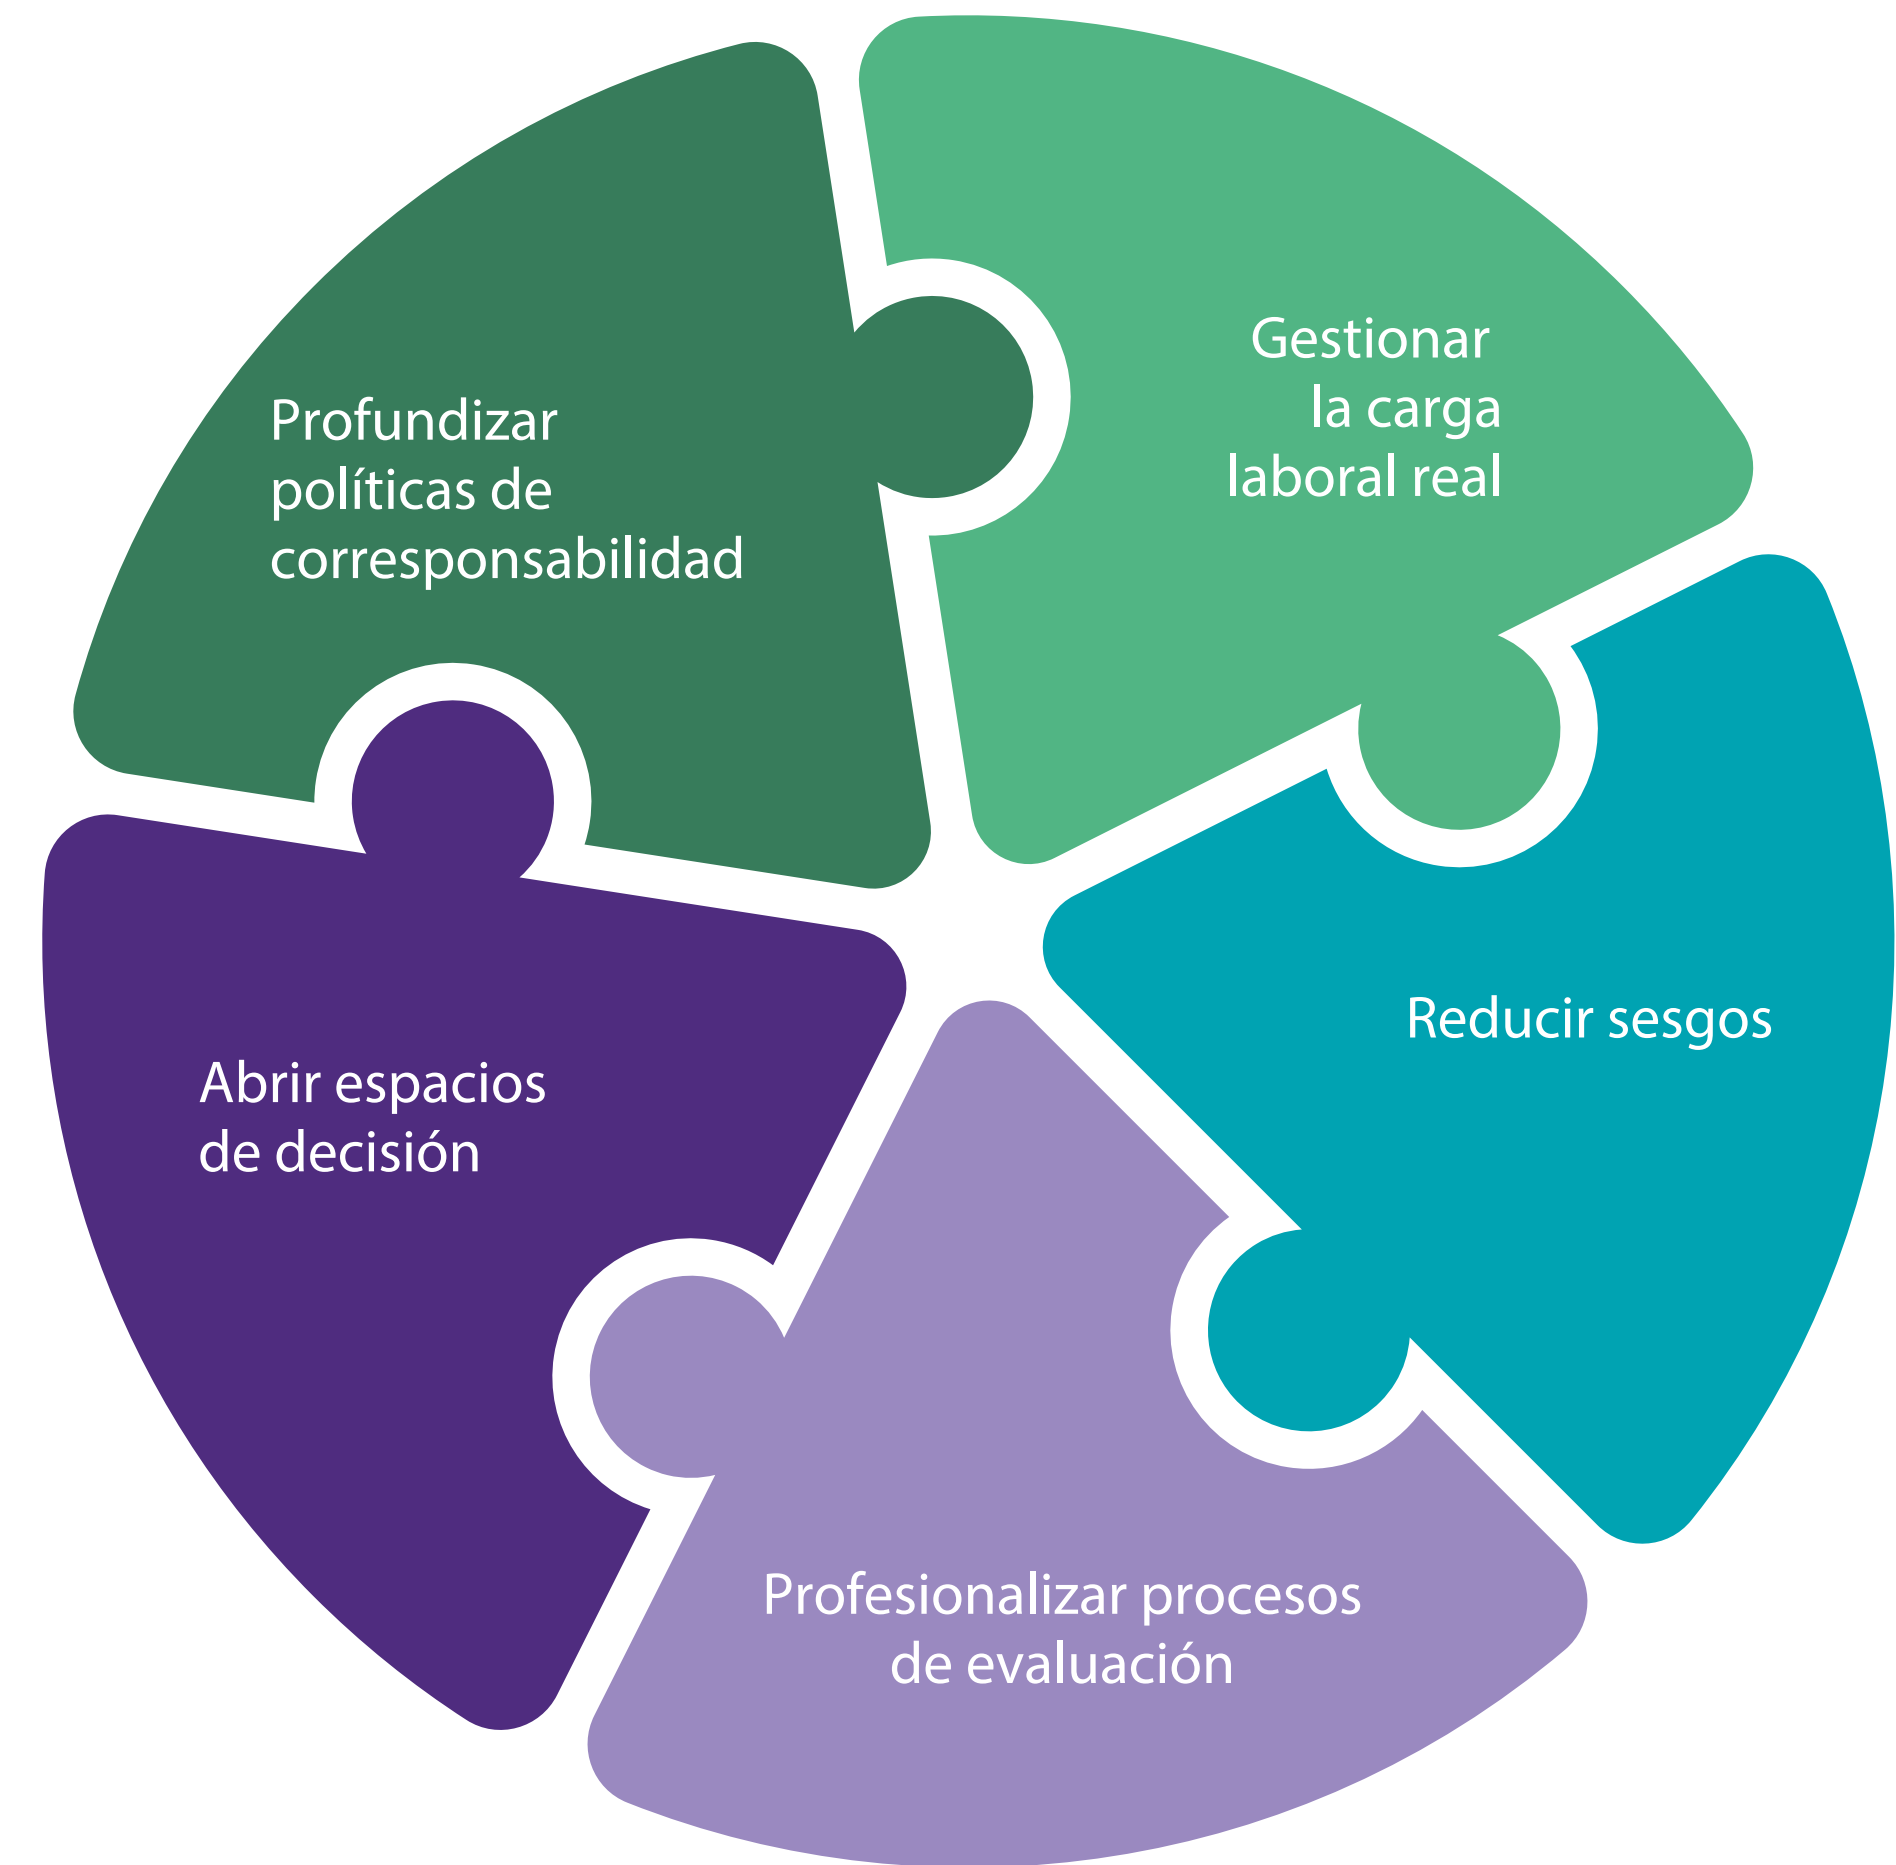 Profundizar
políticas de
corresponsabilidad
Gestionar
la carga
laboral real
Reducir sesgos
Abrir espacios
de decisión
Profesionalizar procesos
de evaluación